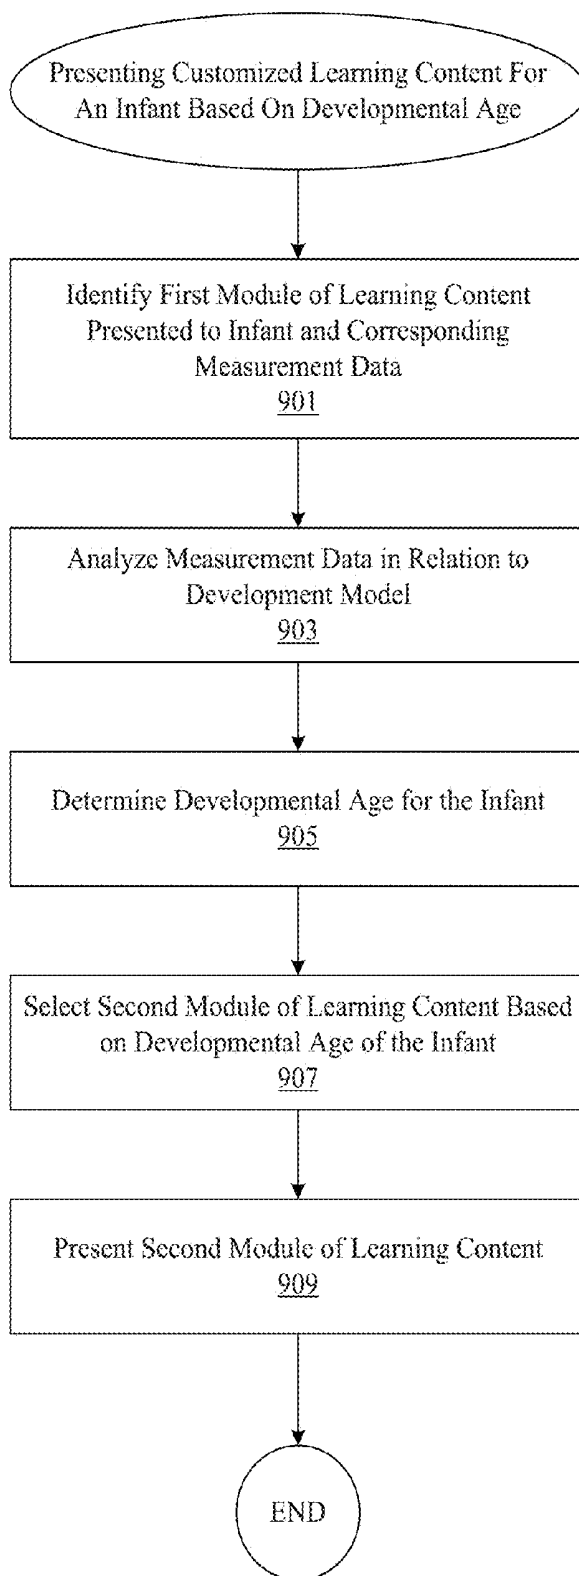 Presenting Customized Learning Content For
An Infant Based On Developmental Age
Identify First Module of Learning Content
Presented to Infant and Corresponding
Measurement Data
901
Analyze Measurement Data in Relation to
Development Model
903
Determine Developmental Age for the Infant
905
Select Second Module of Learning Content Based
on Developmental Age of the Infant
907
Present Second Module of Learning Content
909
END